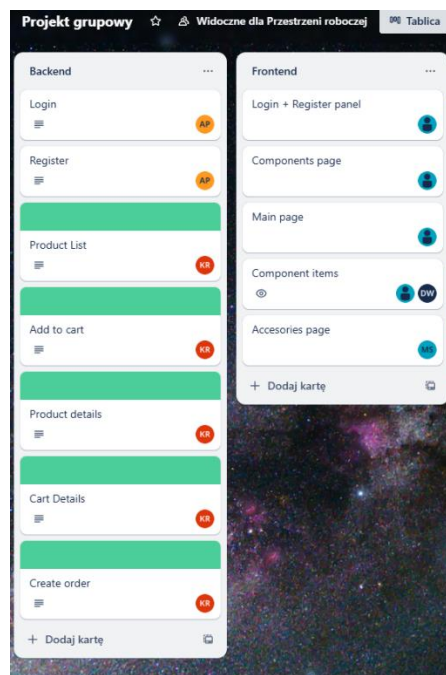 Projekt grupowy Widoczne dla Przestrzeni roboczej Tablica
Backend
Login
AP
Register
AP
Product List
KR
Add to cart
KR
Product details
KR
Cart Details
KR
Create order
KR
+ Dodaj kartę
Frontend
Login + Register panel
Components page
Main page
Component items
DW
Accesories page
MS
+ Dodaj kartę